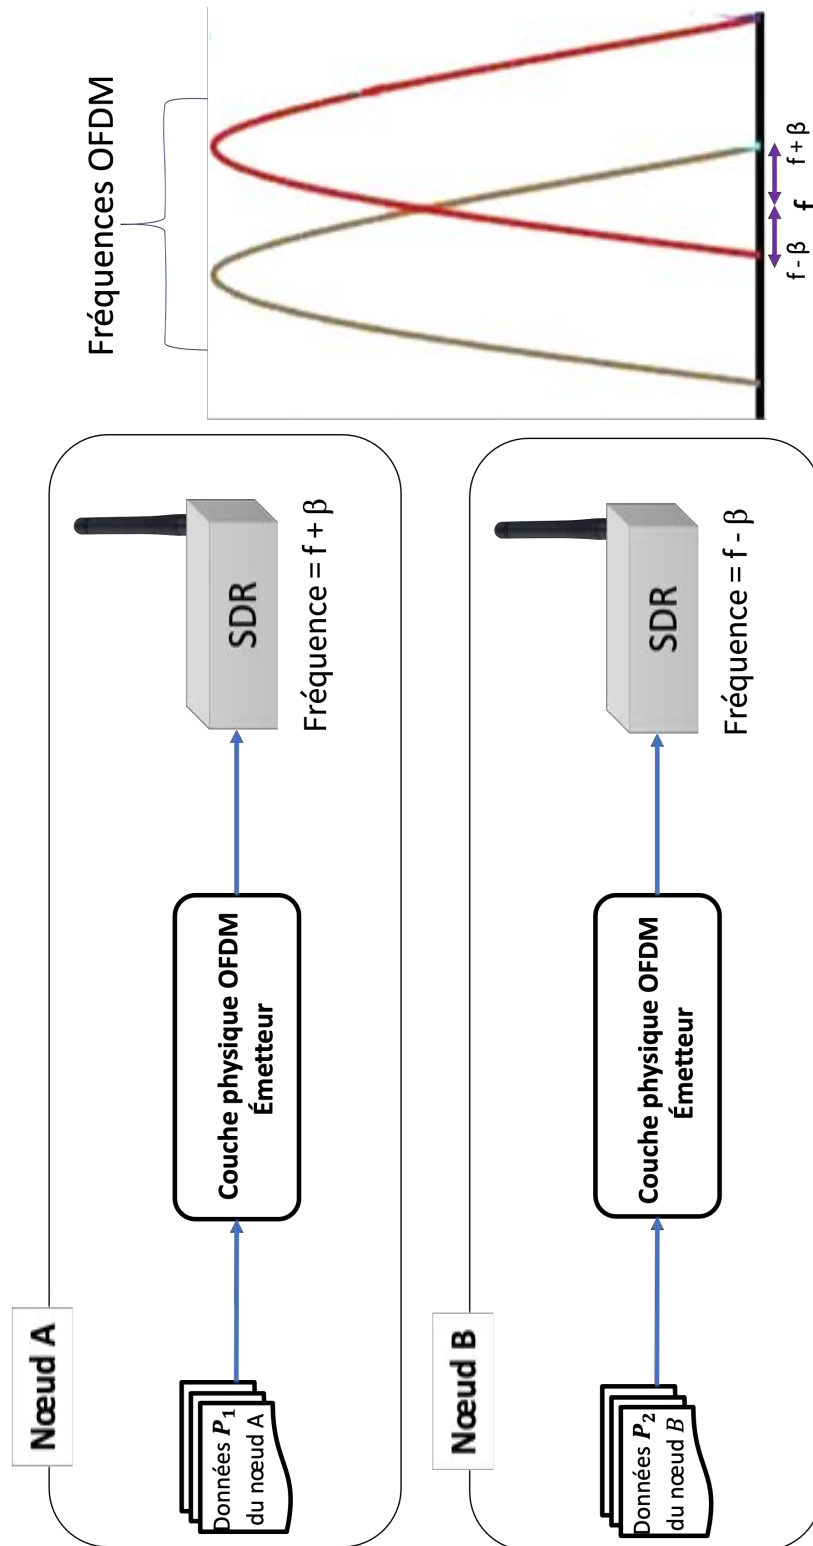 Nœud A
Données P₁
du nœud A
Couche physique OFDM
Émetteur
SDR
Fréquence = f + β
Nœud B
Données P₂
du nœud B
Couche physique OFDM
Émetteur
SDR
Fréquence = f - β
Fréquences OFDM
f - β
f
f + β